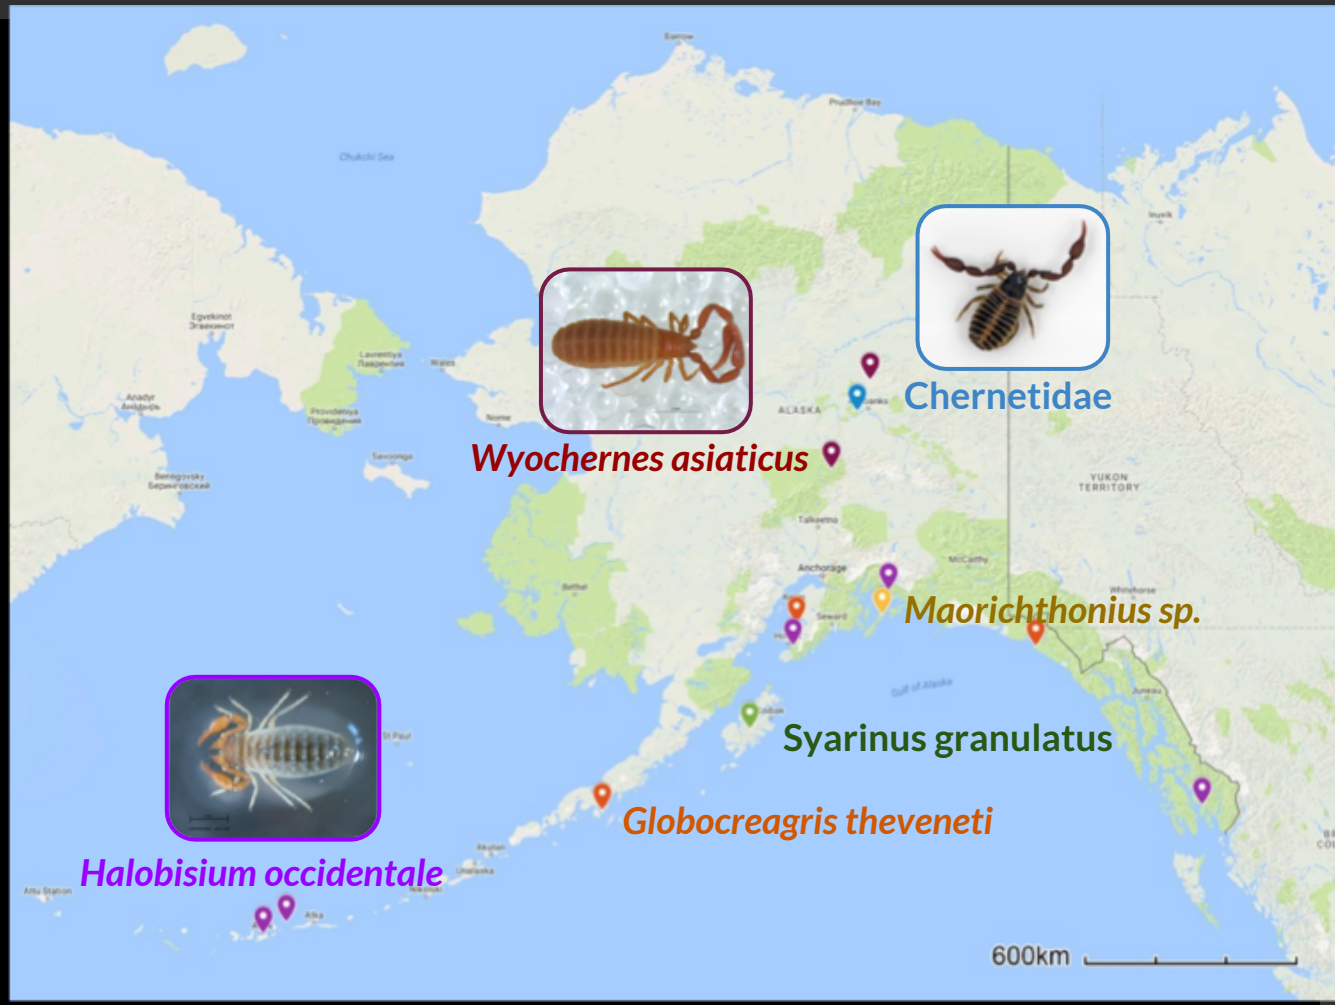 Barrow
Prudhoe Bay
Chukchi Sea
Inuvik
Egvekinot
Эгвекинот
Lavrentiya
Лаврентия
Wales
Anadyr
Анадырь
Provideniya
Провидения
Nome
ALASKA
Chernetidae
Savoonga
Wyochernes asiaticus
Beringovsky
Беринговский
YUKON
TERRITORY
Talkeetna
McCarthy
Anchorage
Bethel
Whitehorse
Maorichthonius sp.
Seward
Gulf of Alaska
Juneau
St Paul
Syarinus granulatus
Globocreagris theveneti
Akutan
Unalaska
Halobisium occidentale
Nikolski
Attu Station
Atka
600km